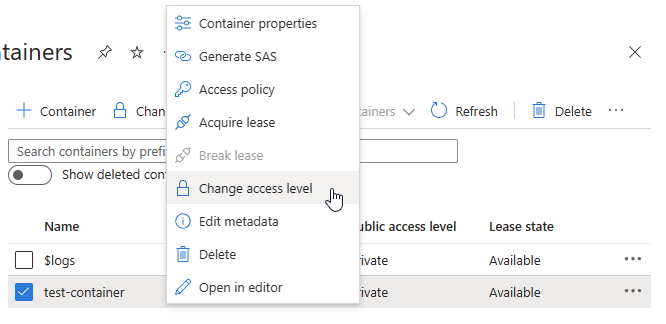 tainers
Container properties
Generate SAS
Access policy
Acquire lease
Break lease
Change access level
Edit metadata
Delete
Open in editor
Container Chan tainers Refresh Delete
Search containers by prefi
Show deleted cont
Name ublic access level Lease state
$logs rivate Available
test-container rivate Available